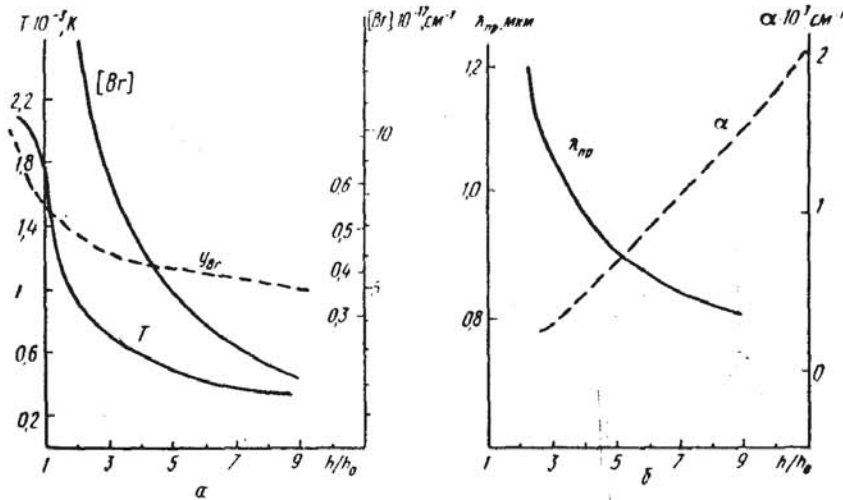 T·10⁻³, K
[Br]·10⁻¹⁷, см⁻³
2,2
1,8
1,4
1
0,6
0,2
[Br]
y_Br
T
10
0,6
0,5
0,4
5
0,3
1 3 5 7 9 h/h₀
а
λ_пр, мкм
α·10³ см⁻¹
1,2
1,0
0,8
λ_пр
α
2
1
0
1 3 5 7 9 h/h₀
б